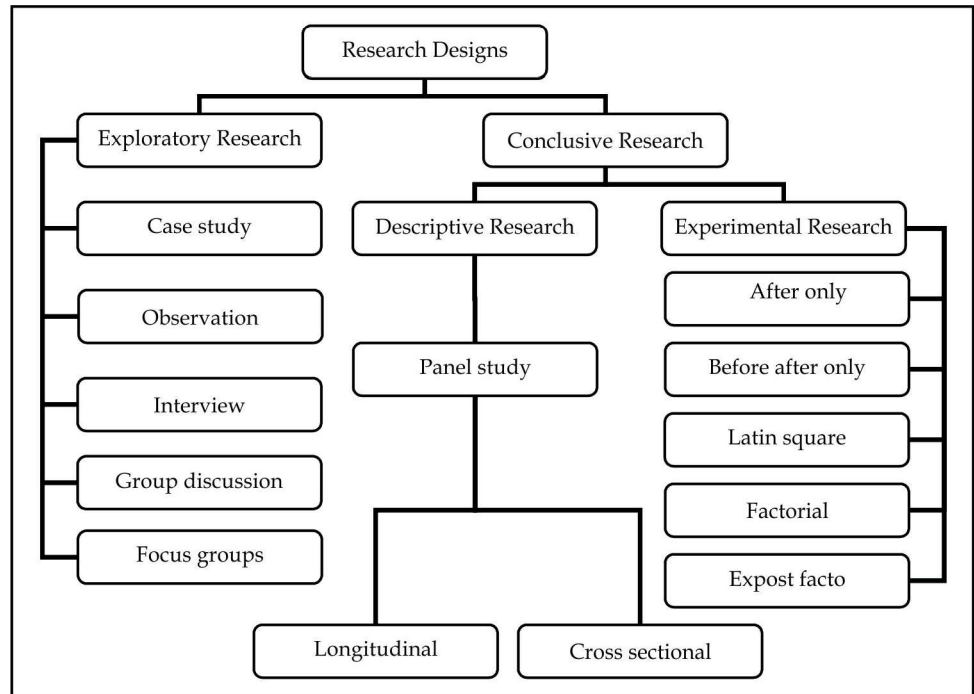 Research Designs
Exploratory Research
Conclusive Research
Case study
Descriptive Research
Experimental Research
After only
Observation
Panel study
Before after only
Interview
Latin square
Group discussion
Factorial
Focus groups
Expost facto
Longitudinal
Cross sectional